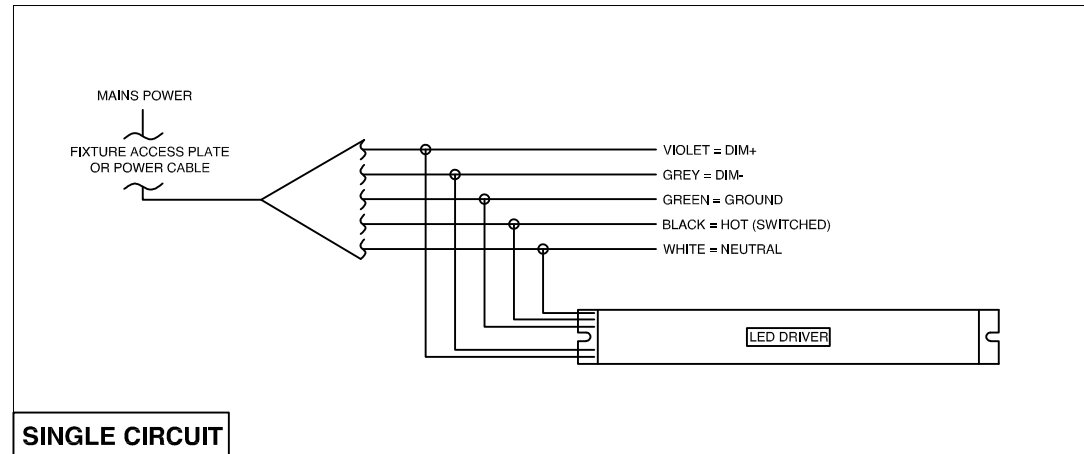 MAINS POWER
FIXTURE ACCESS PLATE
OR POWER CABLE
VIOLET = DIM+
GREY = DIM-
GREEN = GROUND
BLACK = HOT (SWITCHED)
WHITE = NEUTRAL
LED DRIVER
SINGLE CIRCUIT